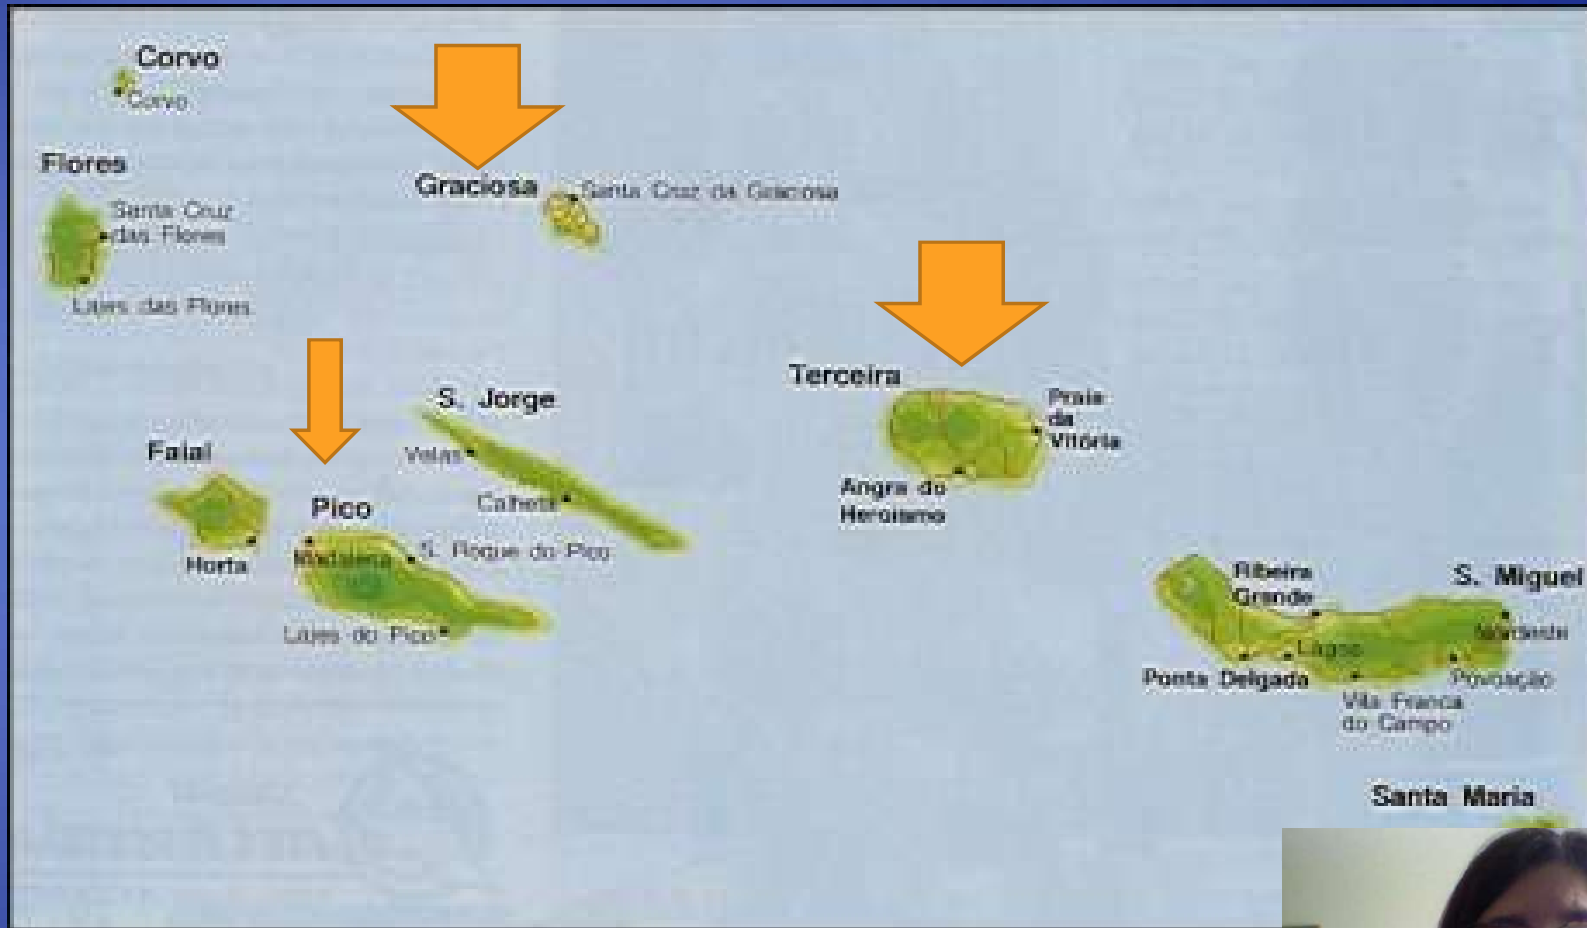 Corvo
Corvo
Flores
Santa Cruz
das Flores
Lajes das Flores
Graciosa
Santa Cruz da Graciosa
Terceira
Praia
da
Vitória
Angra do
Heroísmo
S. Jorge
Velas
Calheta
Faial
Horta
Pico
Madalena
S. Roque do Pico
Lajes do Pico
S. Miguel
Ribeira
Grande
Nordeste
Lagoa
Ponta Delgada
Povoação
Vila Franca
do Campo
Santa Maria